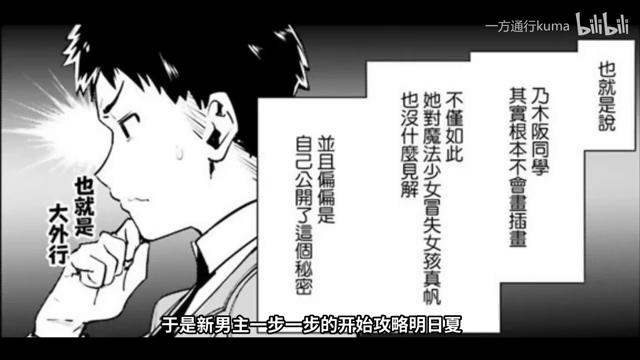 一方通行kuma
bilibili
也就是說
乃木阪同學
其實根本不會畫插畫
不僅如此
她對魔法少女冒失女孩真帆
也沒什麼見解
並且偏偏是
自己公開了這個秘密
也就是
大外行
于是新男主一步一步的开始攻略明日夏